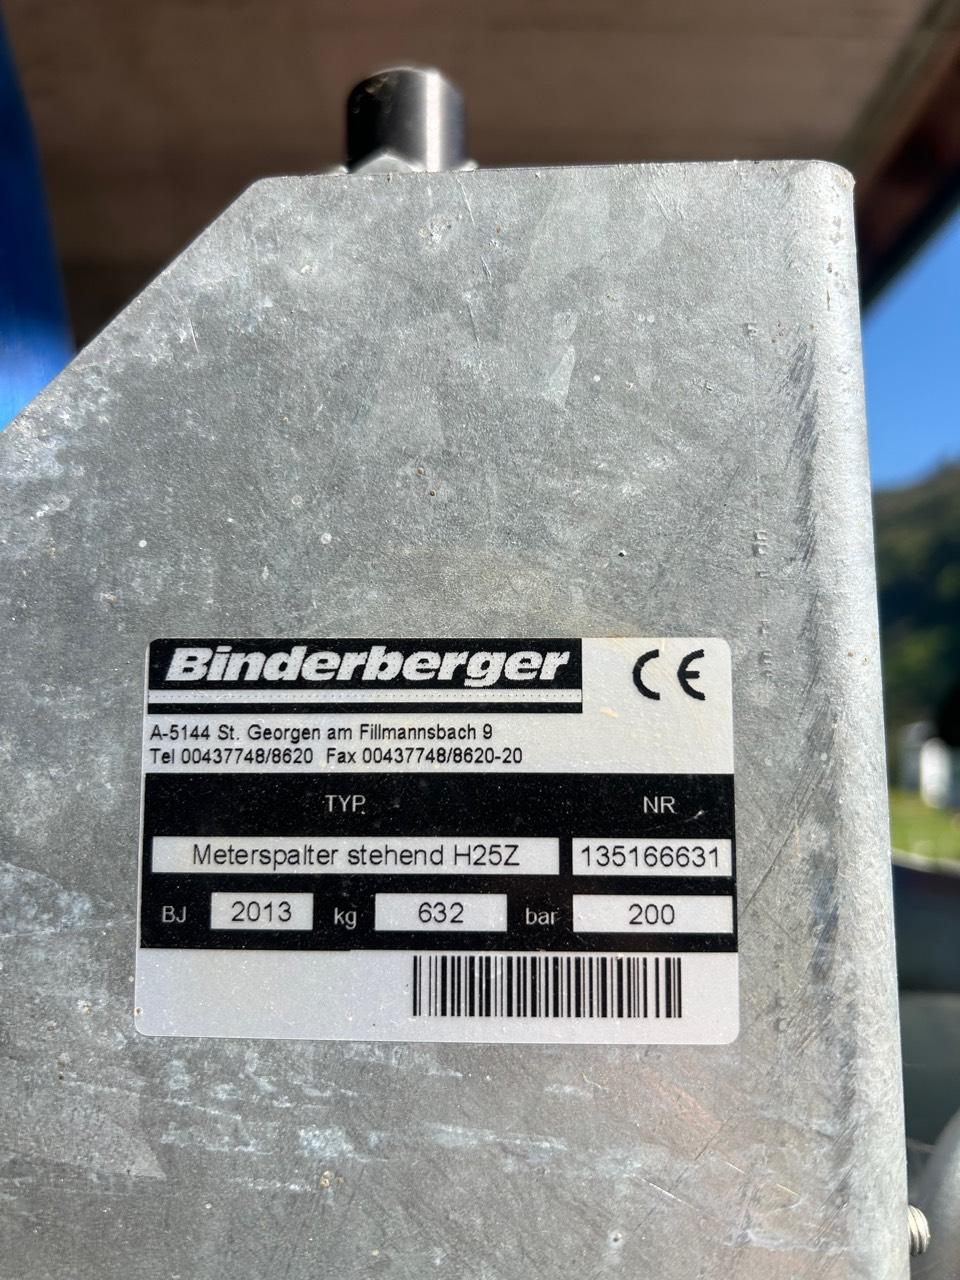 Binderberger
CE
A-5144 St. Georgen am Fillmannsbach 9
Tel 00437748/8620 Fax 00437748/8620-20
TYP. NR
Meterspalter stehend H25Z 135166631
BJ 2013 kg 632 bar 200